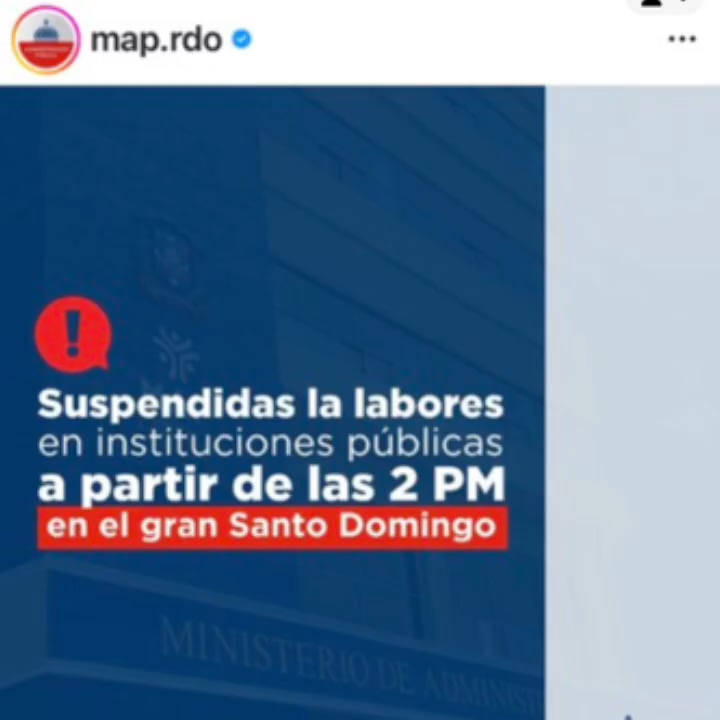 map.rdo
Suspendidas la labores
en instituciones públicas
a partir de las 2 PM
en el gran Santo Domingo
MINISTERIO DE ADMINIST